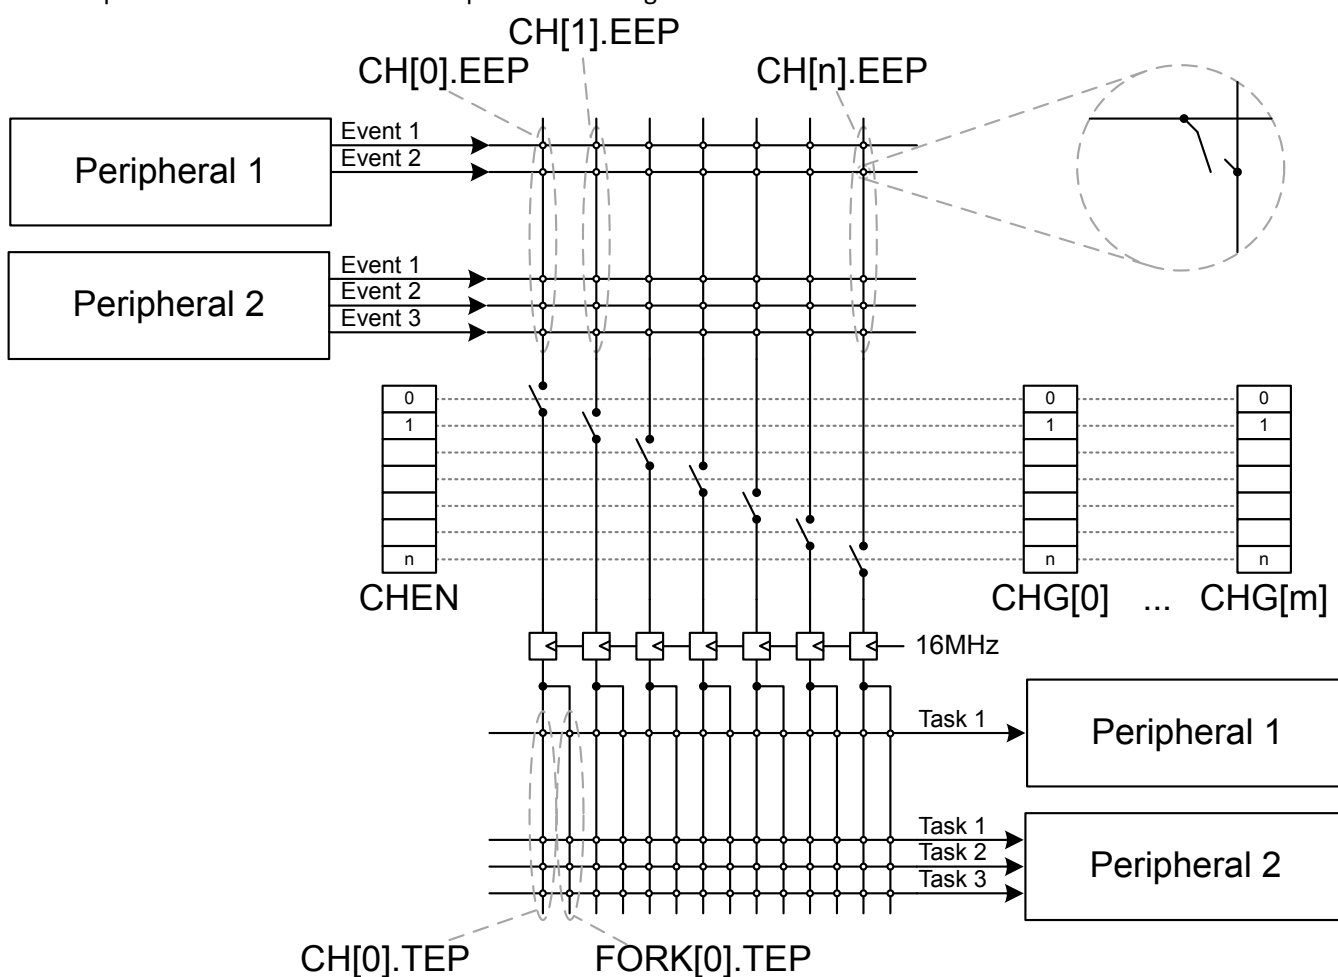 CH[1].EEP
CH[0].EEP
CH[n].EEP
Event 1
Event 2
Peripheral 1
Event 1
Event 2
Event 3
Peripheral 2
0
1
n
CHEN
0
1
n
CHG[0]
...
0
1
n
CHG[m]
16MHz
Task 1
Peripheral 1
Task 1
Task 2
Task 3
Peripheral 2
CH[0].TEP
FORK[0].TEP